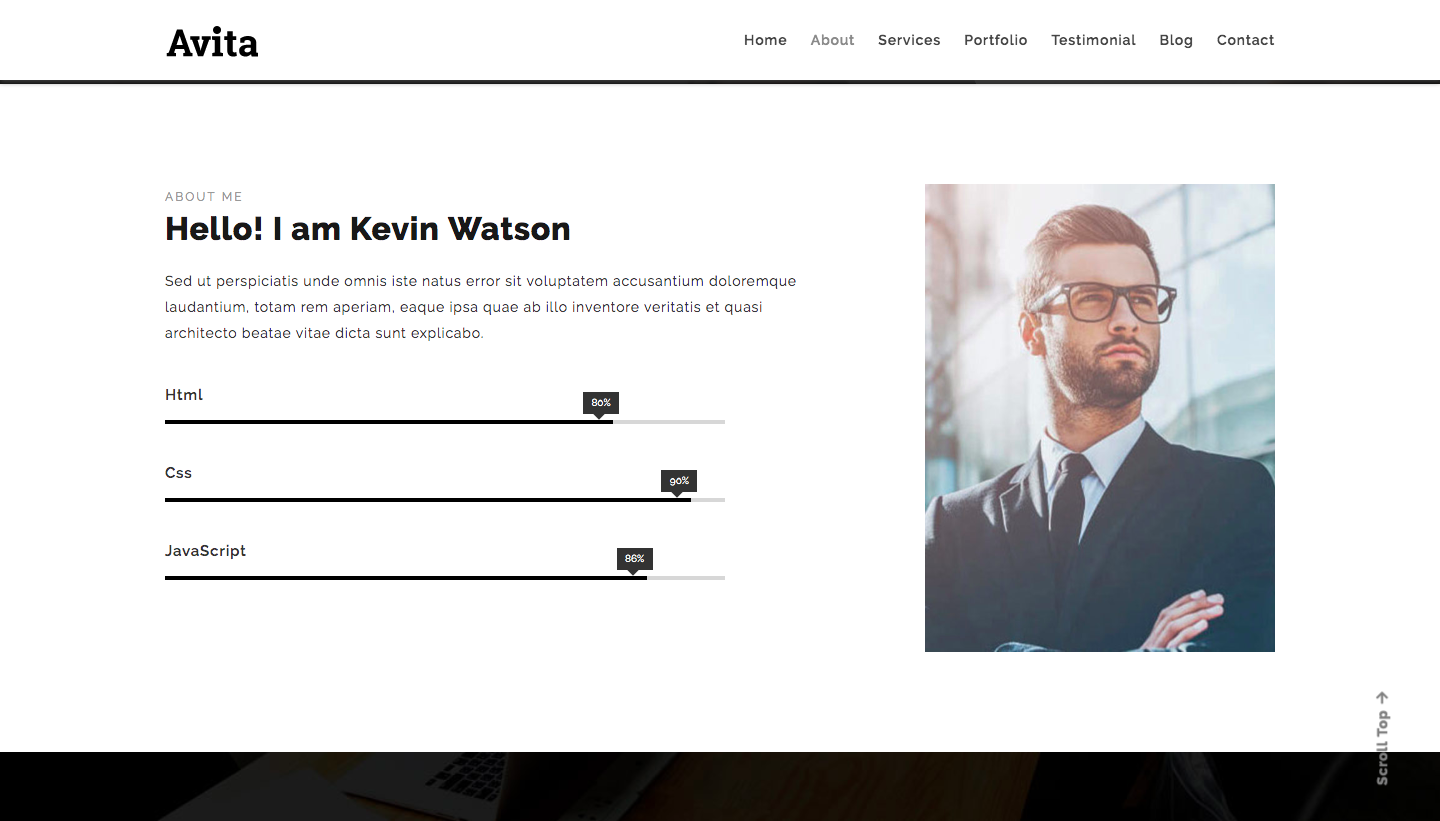 Avita
Home About Services Portfolio Testimonial Blog Contact
ABOUT ME
Hello! I am Kevin Watson
Sed ut perspiciatis unde omnis iste natus error sit voluptatem accusantium doloremque
laudantium, totam rem aperiam, eaque ipsa quae ab illo inventore veritatis et quasi
architecto beatae vitae dicta sunt explicabo.
Html
80%
Css
90%
JavaScript
86%
Scroll Top →